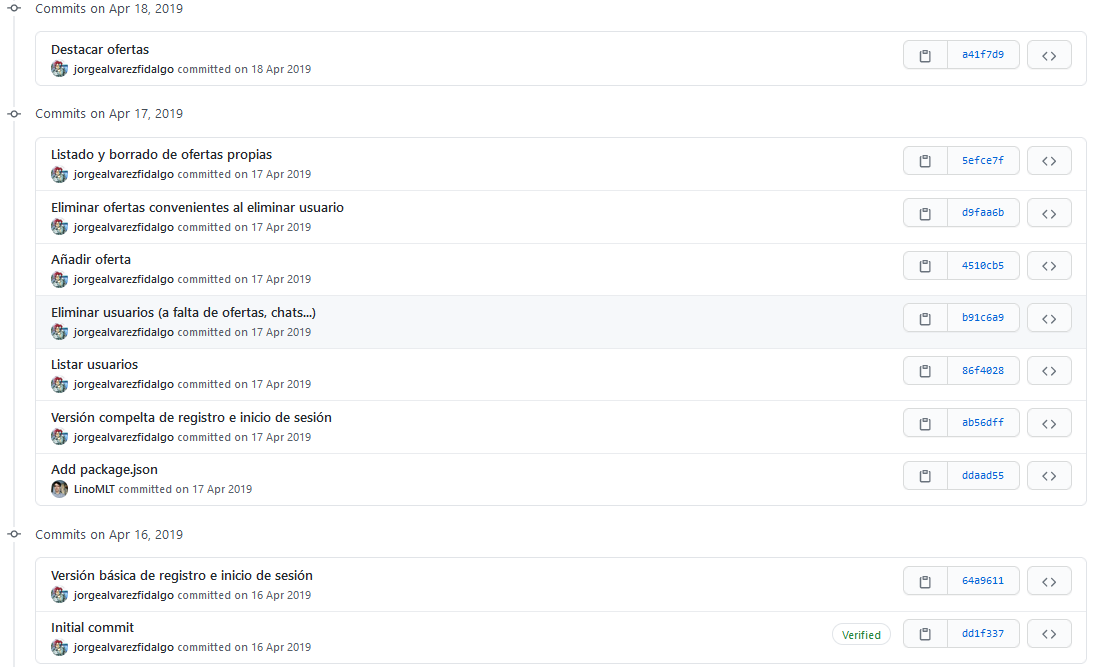 Commits on Apr 18, 2019
Destacar ofertas
jorgealvarezfidalgo committed on 18 Apr 2019
a41f7d9
Commits on Apr 17, 2019
Listado y borrado de ofertas propias
jorgealvarezfidalgo committed on 17 Apr 2019
5efce7f
Eliminar ofertas convenientes al eliminar usuario
jorgealvarezfidalgo committed on 17 Apr 2019
d9faa6b
Añadir oferta
jorgealvarezfidalgo committed on 17 Apr 2019
4510cb5
Eliminar usuarios (a falta de ofertas, chats...)
jorgealvarezfidalgo committed on 17 Apr 2019
b91c6a9
Listar usuarios
jorgealvarezfidalgo committed on 17 Apr 2019
86f4028
Versión compelta de registro e inicio de sesión
jorgealvarezfidalgo committed on 17 Apr 2019
ab56dff
Add package.json
LinoMLT committed on 17 Apr 2019
ddaad55
Commits on Apr 16, 2019
Versión básica de registro e inicio de sesión
jorgealvarezfidalgo committed on 16 Apr 2019
64a9611
Initial commit
jorgealvarezfidalgo committed on 16 Apr 2019
Verified
dd1f337